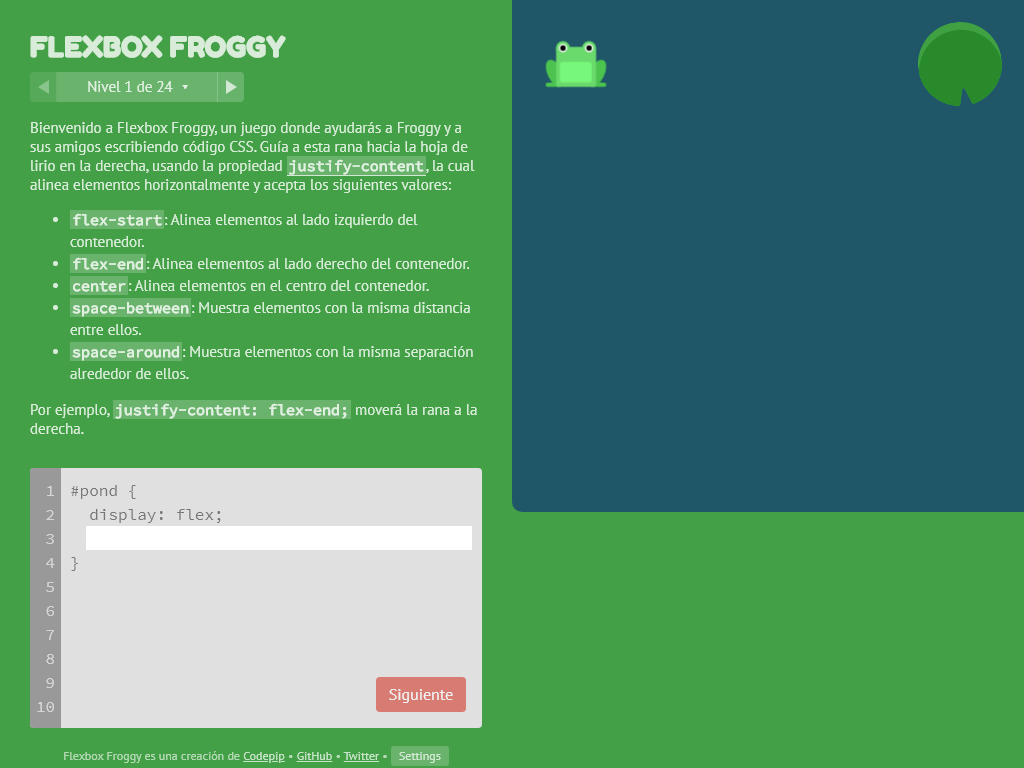 FLEXBOX FROGGY
Nivel 1 de 24
Bienvenido a Flexbox Froggy, un juego donde ayudarás a Froggy y a
sus amigos escribiendo código CSS. Guía a esta rana hacia la hoja de
lirio en la derecha, usando la propiedad justify-content, la cual
alinea elementos horizontalmente y acepta los siguientes valores:
• flex-start: Alinea elementos al lado izquierdo del
contenedor.
• flex-end: Alinea elementos al lado derecho del contenedor.
• center: Alinea elementos en el centro del contenedor.
• space-between: Muestra elementos con la misma distancia
entre ellos.
• space-around: Muestra elementos con la misma separación
alrededor de ellos.
Por ejemplo, justify-content: flex-end; moverá la rana a la
derecha.
1 #pond {
2 display: flex;
3
4 }
5
6
7
8
9
Siguiente
10
Flexbox Froggy es una creación de Codepip • GitHub • Twitter • Settings